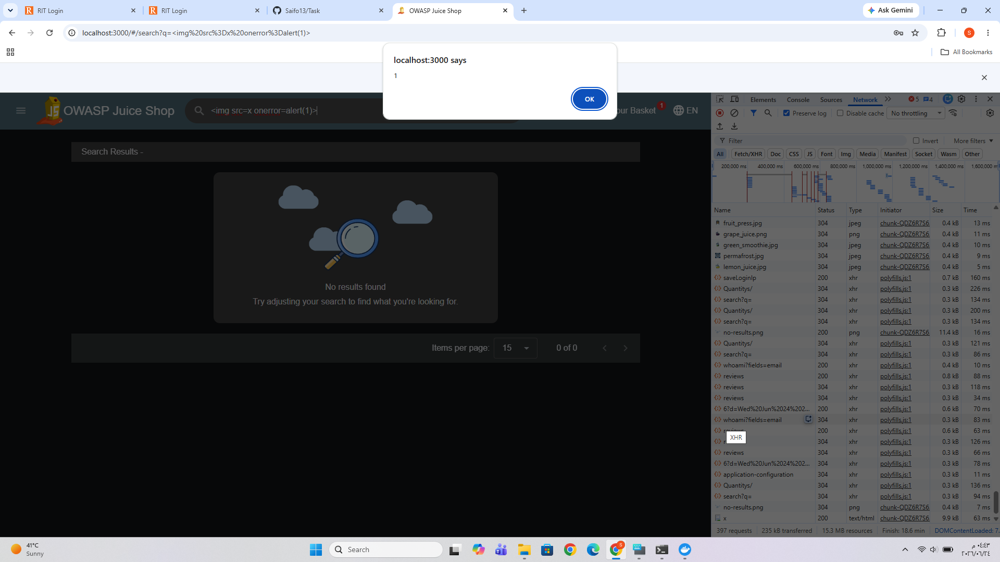 RIT Login
RIT Login
Saifo13/Task
OWASP Juice Shop
Ask Gemini
localhost:3000/#/search?q=<img%20src%3Dx%20onerror%3Dalert(1)>
S
All Bookmarks
localhost:3000 says
1
OK
OWASP Juice Shop
<img src=x onerror=alert(1)>
our Basket
1
EN
Search Results -
No results found
Try adjusting your search to find what you're looking for.
Items per page:
15
0 of 0
Elements
Console
Sources
Network
5
4
Preserve log
Disable cache
No throttling
Filter
Invert
More filters
All
Fetch/XHR
Doc
CSS
JS
Font
Img
Media
Manifest
Socket
Wasm
Other
200,000 ms
400,000 ms
600,000 ms
800,000 ms
1,000,000 ms
1,200,000 ms
1,400,000 ms
1,600,000 m
Name Status Type Initiator Size Time
fruit_press.jpg 304 jpeg chunk-QDZ6R7S6 0.4 kB 13 ms
grape_juice.png 304 png chunk-QDZ6R7S6 0.4 kB 11 ms
green_smoothie.jpg 304 jpeg chunk-QDZ6R7S6 0.4 kB 10 ms
permafrost.jpg 304 jpeg chunk-QDZ6R7S6 0.4 kB 9 ms
lemon_juice.jpg 304 jpeg chunk-QDZ6R7S6 0.4 kB 5 ms
saveLoginIp 200 xhr polyfills.js:1 0.7 kB 160 ms
Quantitys/ 304 xhr polyfills.js:1 0.3 kB 226 ms
search?q= 304 xhr polyfills.js:1 0.3 kB 134 ms
Quantitys/ 304 xhr polyfills.js:1 0.3 kB 200 ms
search?q= 304 xhr polyfills.js:1 0.3 kB 134 ms
no-results.png 200 png chunk-QDZ6R7S6 11.4 kB 16 ms
Quantitys/ 304 xhr polyfills.js:1 0.3 kB 121 ms
search?q= 304 xhr polyfills.js:1 0.3 kB 86 ms
whoami?fields=email 200 xhr polyfills.js:1 0.4 kB 10 ms
reviews 200 xhr polyfills.js:1 0.8 kB 88 ms
reviews 304 xhr polyfills.js:1 0.3 kB 118 ms
reviews 304 xhr polyfills.js:1 0.3 kB 34 ms
6?d=Wed%20Jun%2024%202... 200 xhr polyfills.js:1 0.6 kB 70 ms
whoami?fields=email 304 xhr polyfills.js:1 0.3 kB 83 ms
reviews 200 xhr polyfills.js:1 0.6 kB 63 ms
XHR
r 304 xhr polyfills.js:1 0.3 kB 126 ms
reviews 304 xhr polyfills.js:1 0.3 kB 66 ms
6?d=Wed%20Jun%2024%202... 304 xhr polyfills.js:1 0.3 kB 78 ms
application-configuration 304 xhr polyfills.js:1 0.3 kB 11 ms
Quantitys/ 304 xhr polyfills.js:1 0.3 kB 136 ms
search?q= 304 xhr polyfills.js:1 0.3 kB 94 ms
no-results.png 304 png chunk-QDZ6R7S6 0.4 kB 7 ms
x 200 text/html chunk-QDZ6R7S6 9.9 kB 63 ms
397 requests
235 kB transferred
15.3 MB resources
Finish: 18.6 min
DOMContentLoaded: 7.
41°C
Sunny
Search
S
٠٤:٤٣ م
٢٠٢٦/٠٦/٢٤